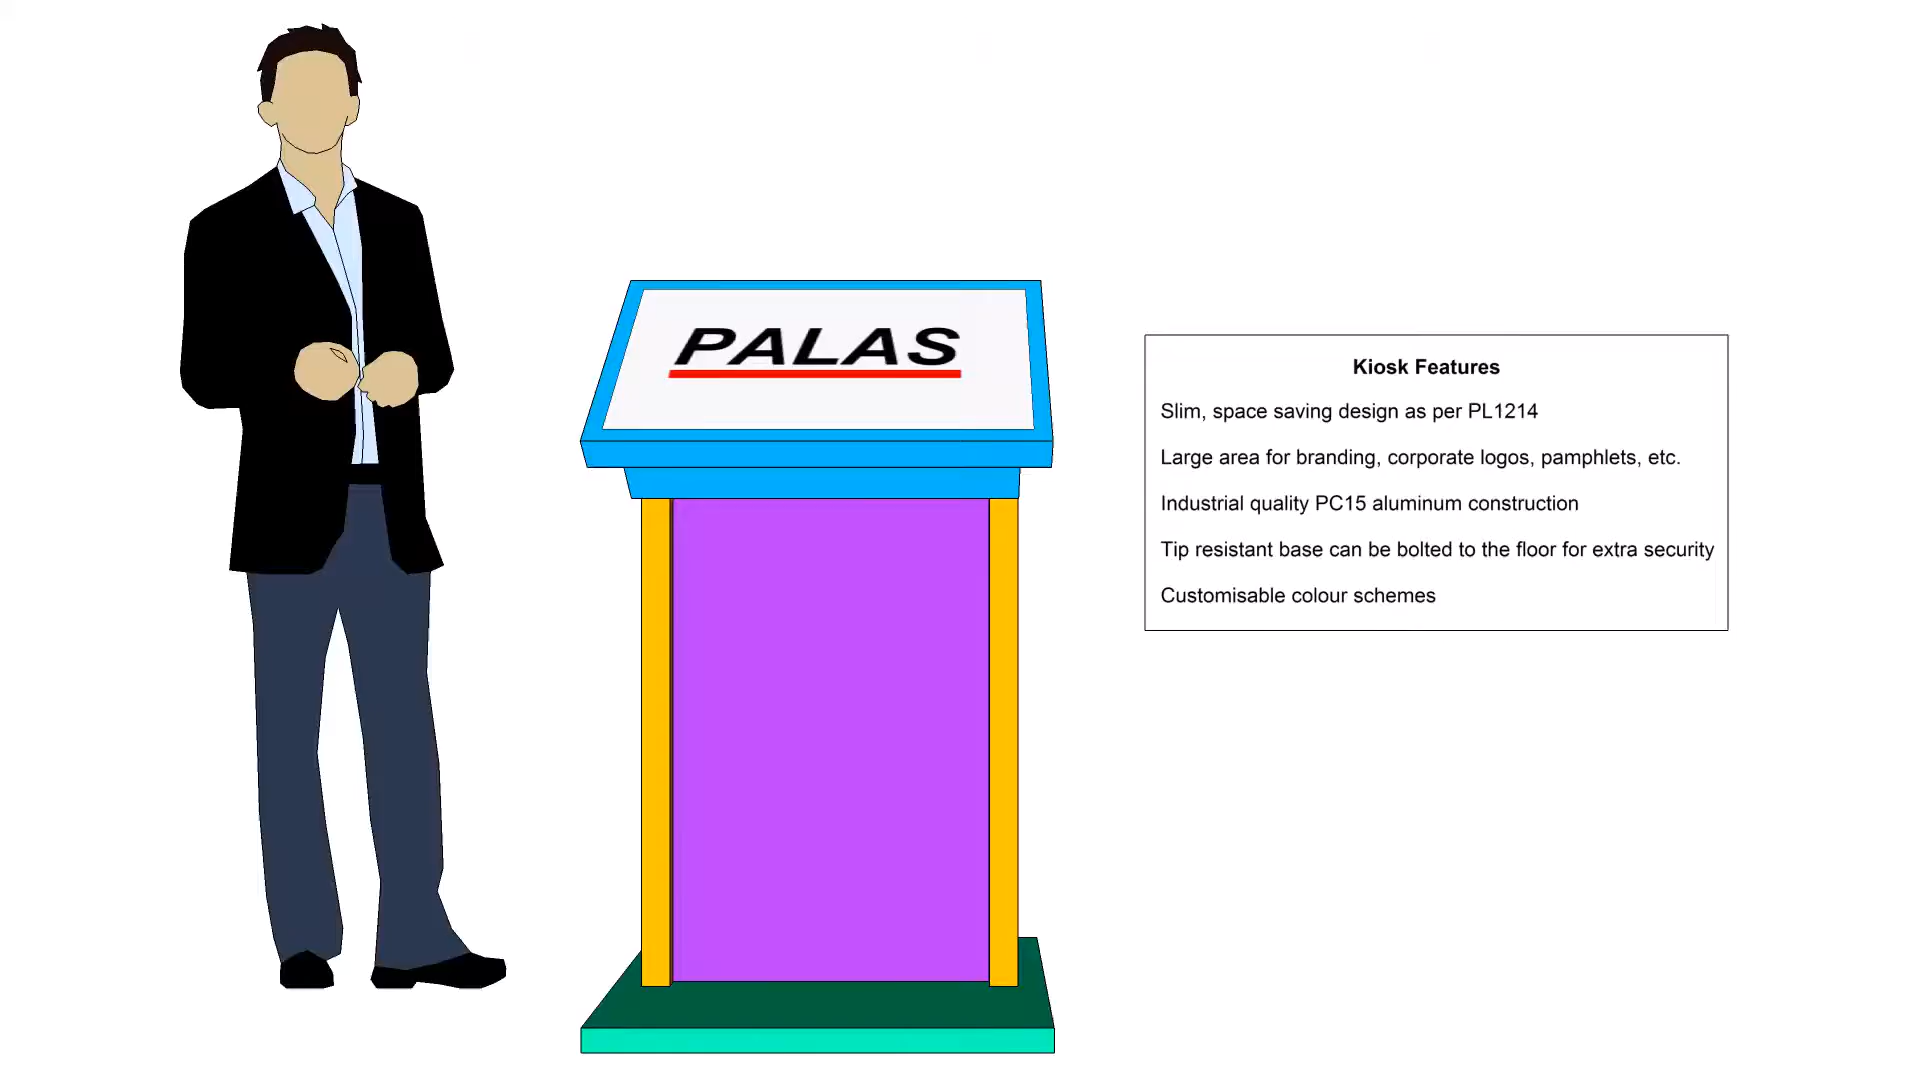 PALAS
Kiosk Features
Slim, space saving design as per PL1214
Large area for branding, corporate logos, pamphlets, etc.
Industrial quality PC15 aluminum construction
Tip resistant base can be bolted to the floor for extra security
Customisable colour schemes